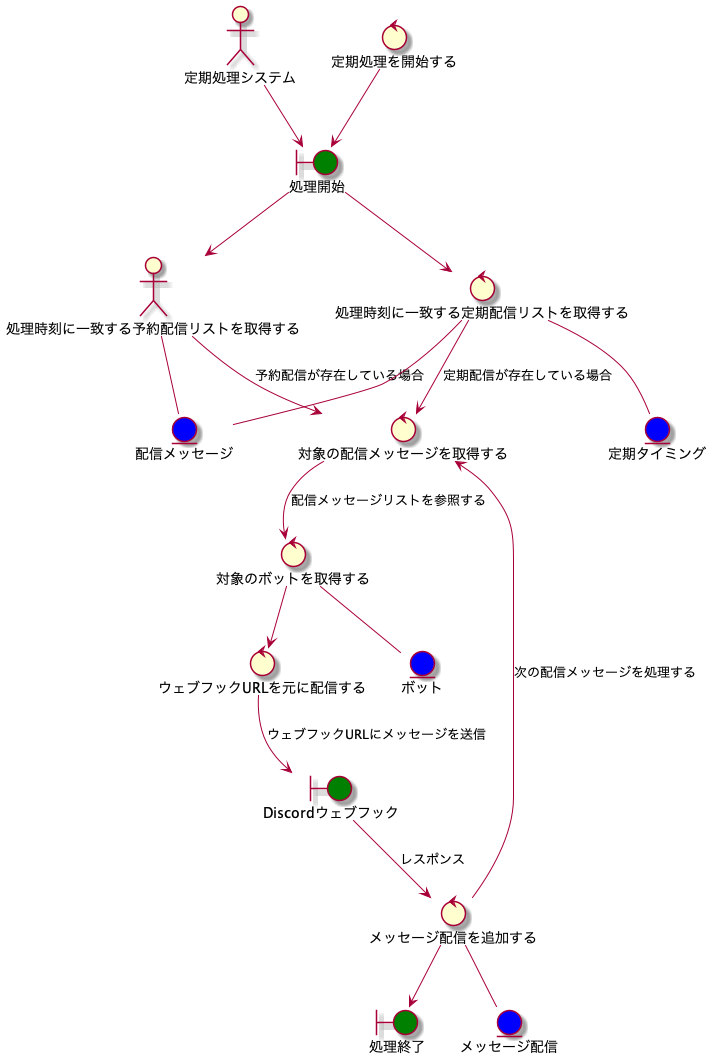 定期処理システム
定期処理を開始する
処理開始
処理時刻に一致する予約配信リストを取得する
処理時刻に一致する定期配信リストを取得する
予約配信が存在している場合
定期配信が存在している場合
配信メッセージ
対象の配信メッセージを取得する
定期タイミング
配信メッセージリストを参照する
対象のボットを取得する
次の配信メッセージを処理する
ウェブフックURLを元に配信する
ボット
ウェブフックURLにメッセージを送信
Discordウェブフック
レスポンス
メッセージ配信を追加する
処理終了
メッセージ配信